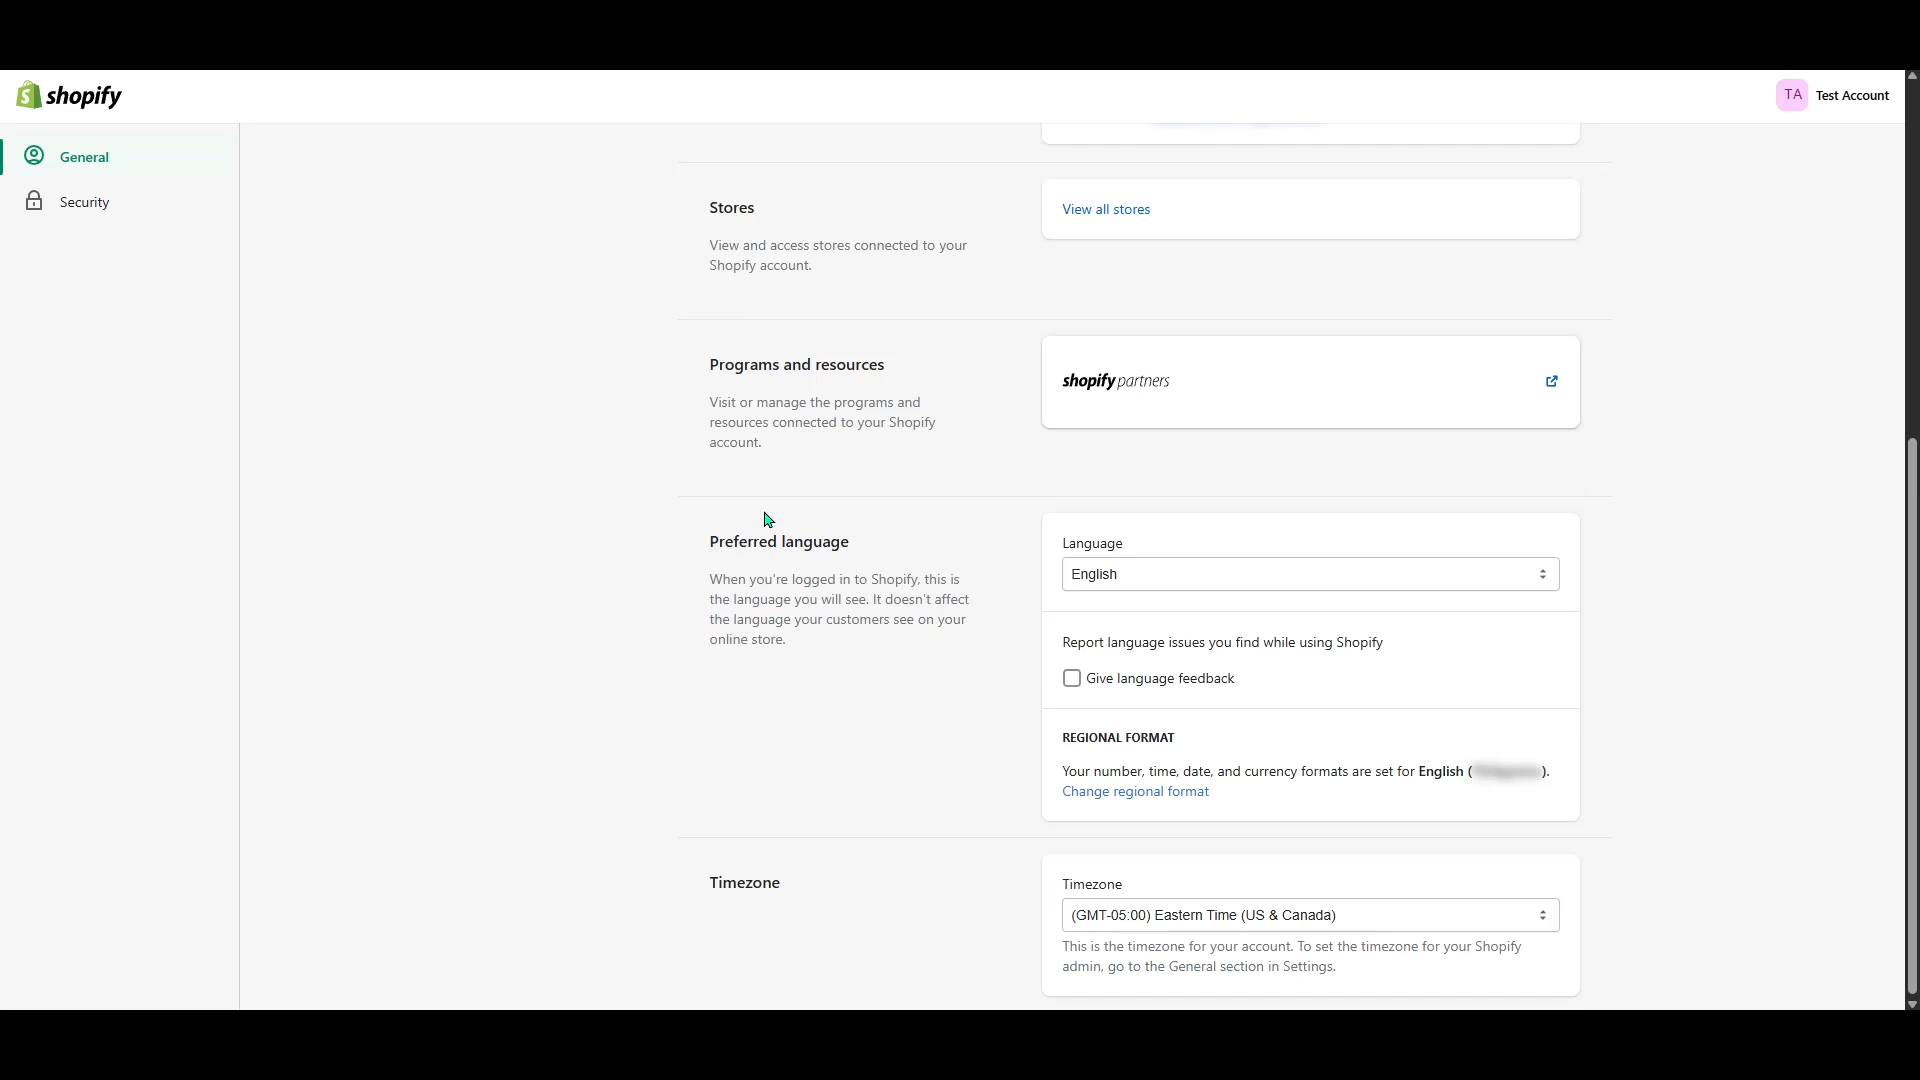 shopify
TA Test Account
General
Security
Stores
View and access stores connected to your
Shopify account.
View all stores
Programs and resources
Visit or manage the programs and
resources connected to your Shopify
account.
shopify partners
Preferred language
When you're logged in to Shopify, this is
the language you will see. It doesn't affect
the language your customers see on your
online store.
Language
English
Report language issues you find while using Shopify
Give language feedback
REGIONAL FORMAT
Your number, time, date, and currency formats are set for English ( ).
Change regional format
Timezone
Timezone
(GMT-05:00) Eastern Time (US & Canada)
This is the timezone for your account. To set the timezone for your Shopify
admin, go to the General section in Settings.